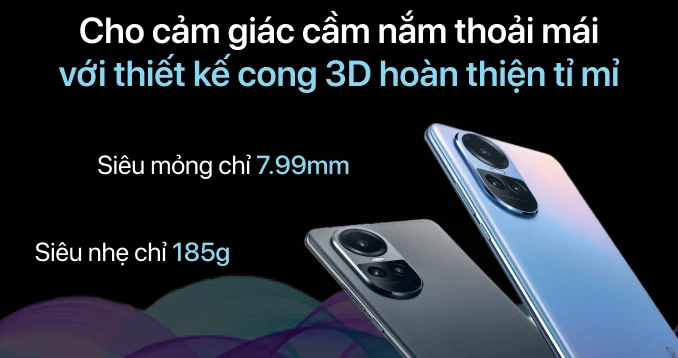 Cho cảm giác cầm nắm thoải mái
với thiết kế cong 3D hoàn thiện tỉ mỉ
Siêu mỏng chỉ 7.99mm
Siêu nhẹ chỉ 185g